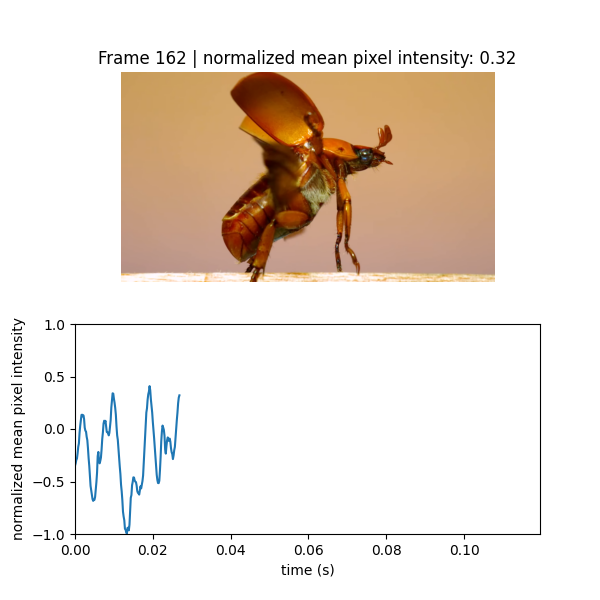 Frame 162 | normalized mean pixel intensity: 0.32
normalized mean pixel intensity
1.0
0.5
0.0
−0.5
−1.0
0.00 0.02 0.04 0.06 0.08 0.10
time (s)